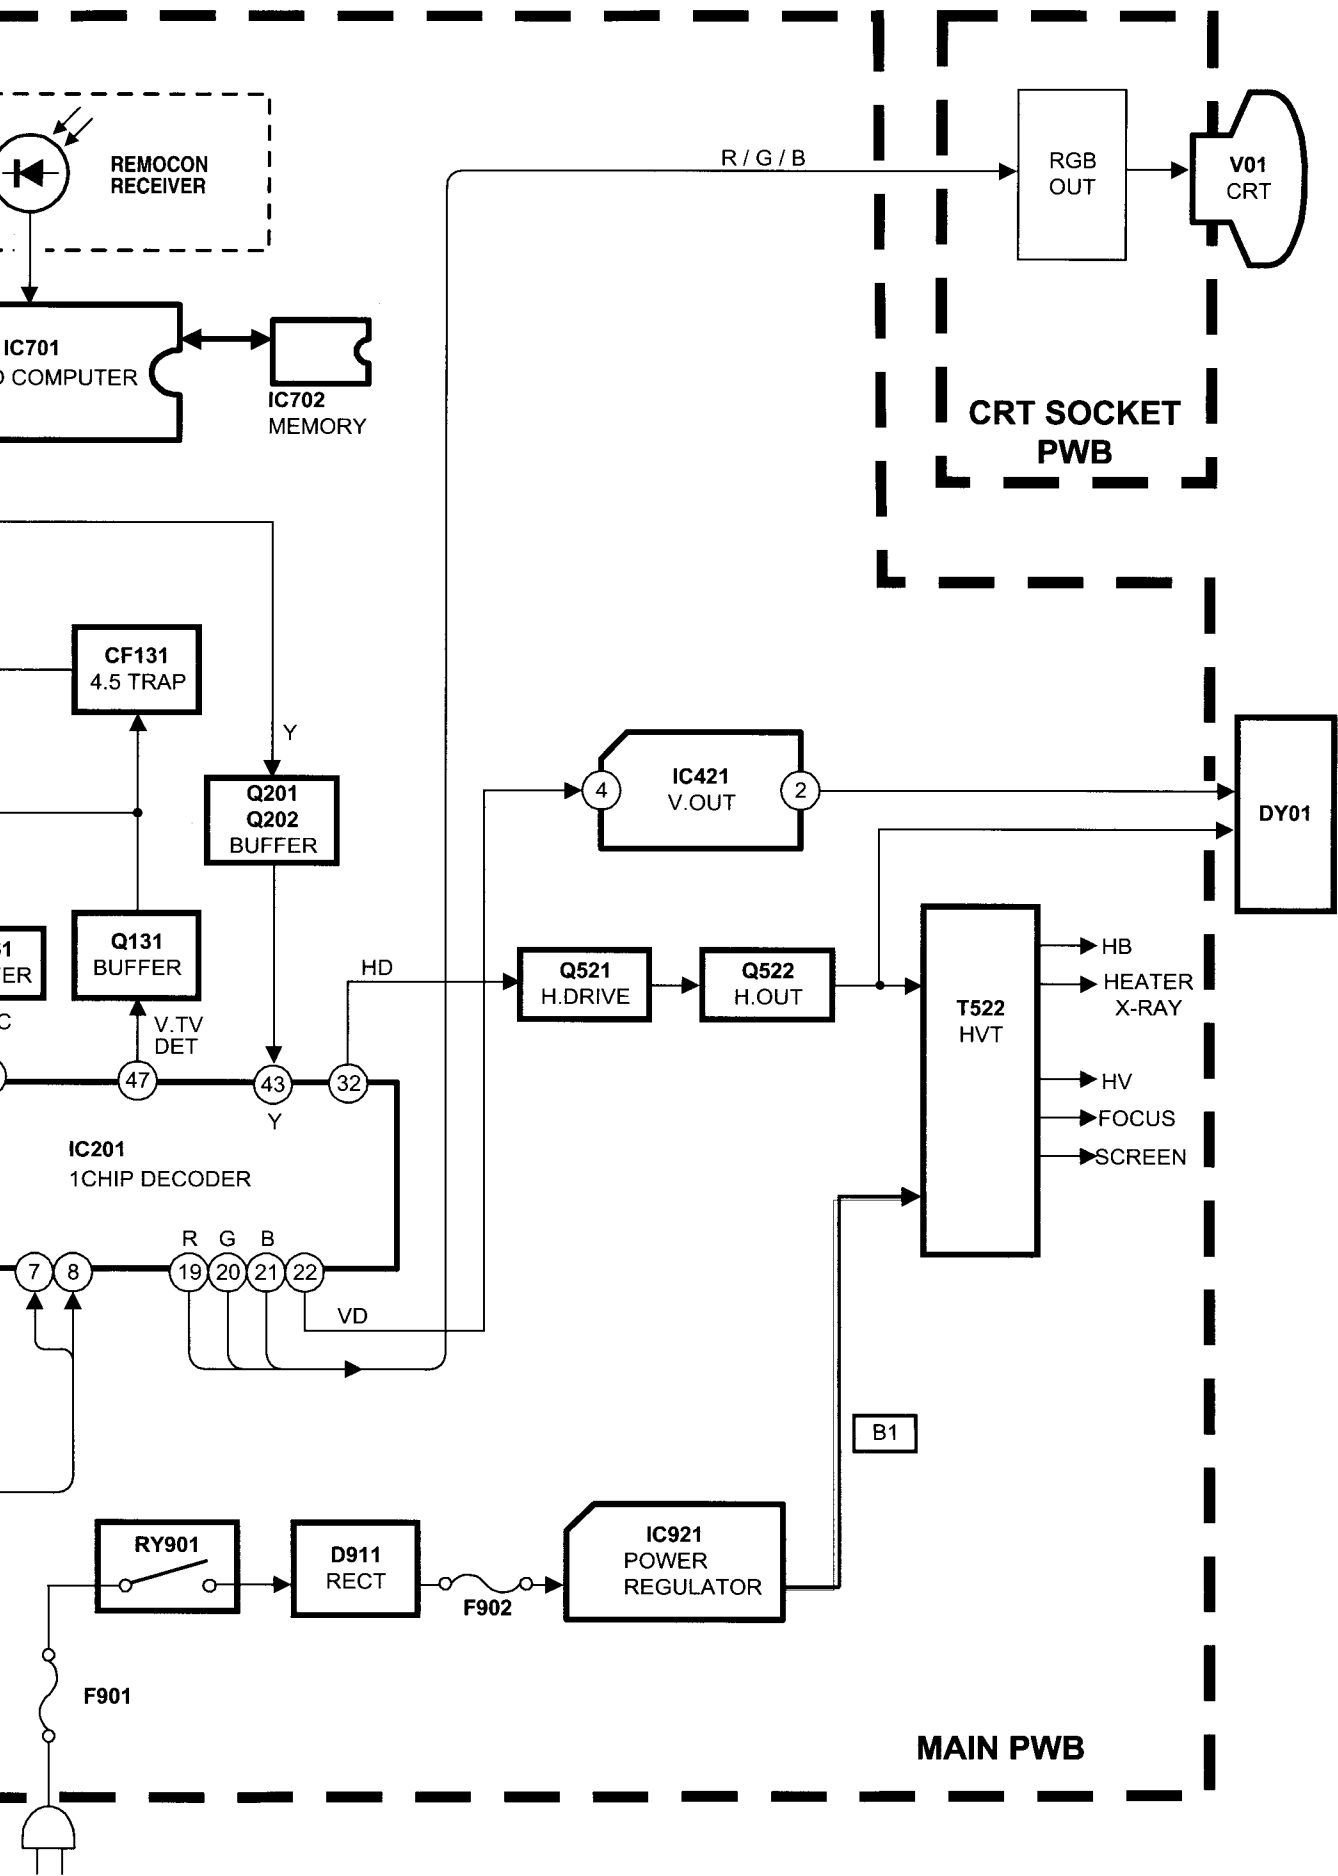 R / G / B
RGB
OUT
V01
CRT
REMOCON
RECEIVER
IC701
COMPUTER
IC702
MEMORY
CRT SOCKET
PWB
CF131
4.5 TRAP
Y
Q201
Q202
BUFFER
4
IC421
V.OUT
2
DY01
1
ER
C
Q131
BUFFER
HD
Q521
H.DRIVE
Q522
H.OUT
T522
HVT
HB
HEATER
X-RAY
HV
FOCUS
SCREEN
V.TV
DET
47
43
32
Y
IC201
1CHIP DECODER
R G B
7 8 19 20 21 22
VD
B1
RY901
D911
RECT
F902
IC921
POWER
REGULATOR
F901
MAIN PWB